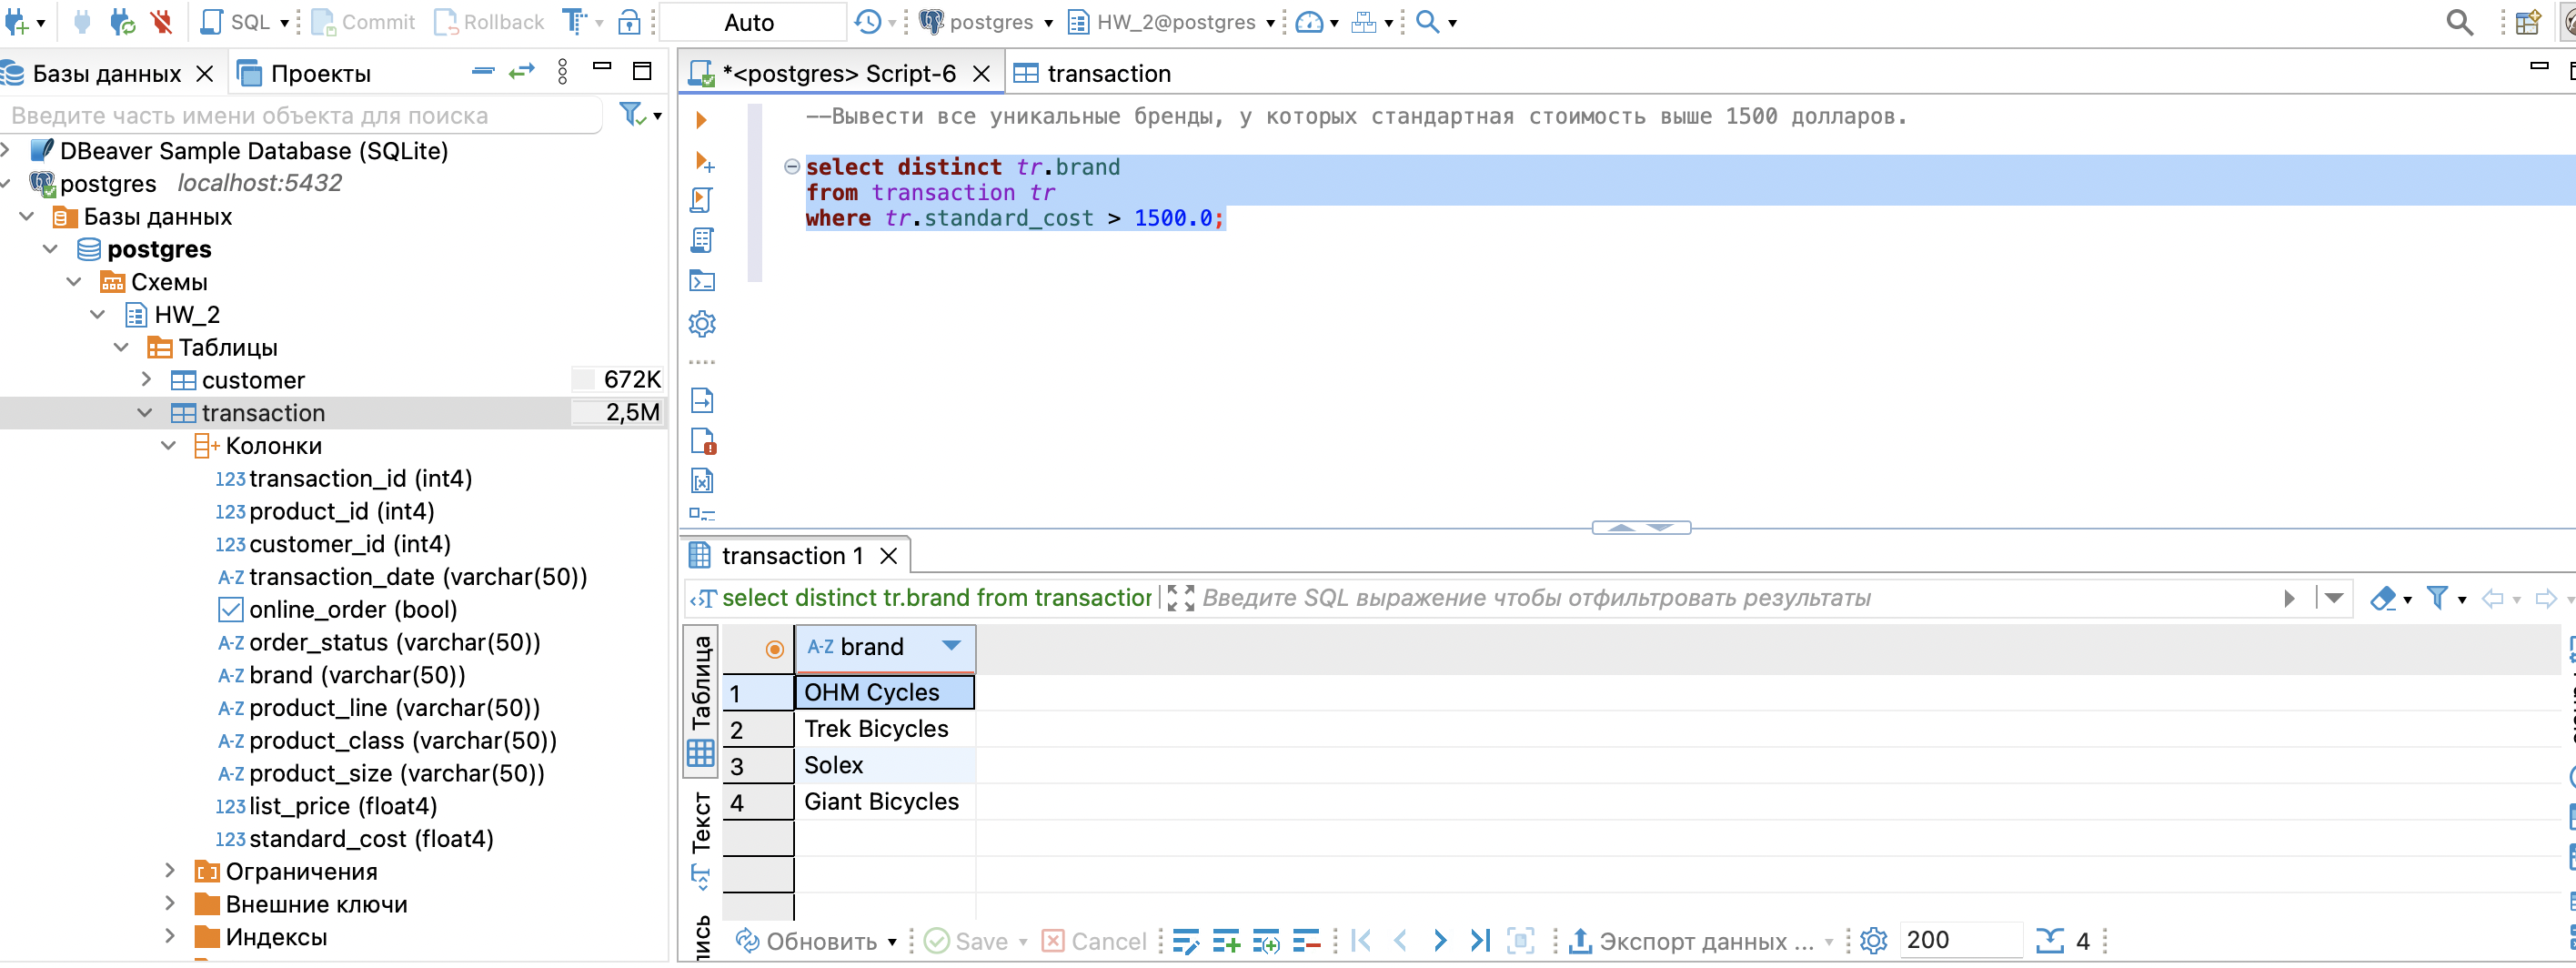 SQL Commit Rollback Auto postgres HW_2@postgres
Базы данных Проекты
Введите часть имени объекта для поиска
DBeaver Sample Database (SQLite)
postgres localhost:5432
Базы данных
postgres
Схемы
HW_2
Таблицы
customer 672K
transaction 2,5M
Колонки
123 transaction_id (int4)
123 product_id (int4)
123 customer_id (int4)
A-Z transaction_date (varchar(50))
online_order (bool)
A-Z order_status (varchar(50))
A-Z brand (varchar(50))
A-Z product_line (varchar(50))
A-Z product_class (varchar(50))
A-Z product_size (varchar(50))
123 list_price (float4)
123 standard_cost (float4)
Ограничения
Внешние ключи
Индексы
*<postgres> Script-6 transaction
--Вывести все уникальные бренды, у которых стандартная стоимость выше 1500 долларов.
select distinct tr.brand
from transaction tr
where tr.standard_cost > 1500.0;
transaction 1
select distinct tr.brand from transaction Введите SQL выражение чтобы отфильтровать результаты
Таблица
Текст
A-Z brand
1 OHM Cycles
2 Trek Bicycles
3 Solex
4 Giant Bicycles
Обновить Save Cancel Экспорт данных ... 200 4